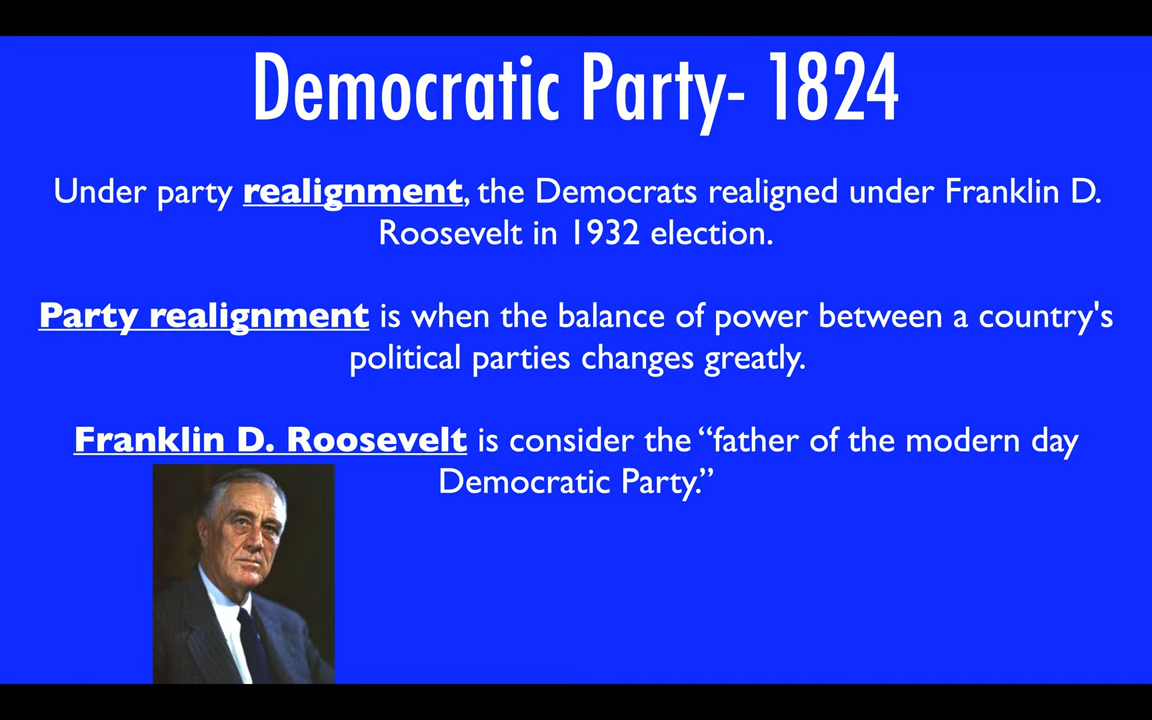 Democratic Party- 1824
Under party realignment, the Democrats realigned under Franklin D.
Roosevelt in 1932 election.
Party realignment is when the balance of power between a country's
political parties changes greatly.
Franklin D. Roosevelt is consider the “father of the modern day
Democratic Party.”